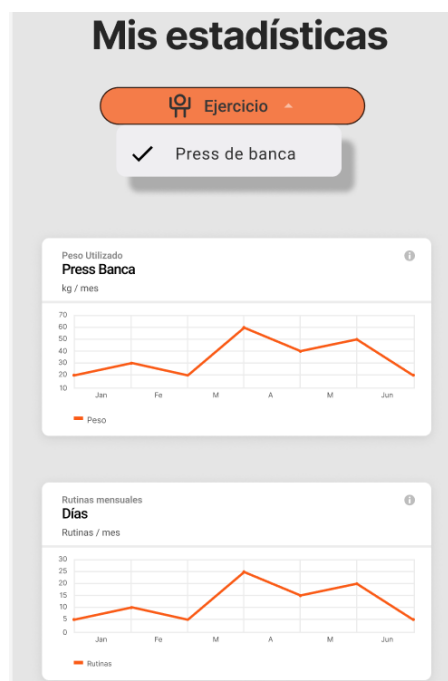 Mis estadísticas
Ejercicio
Press de banca
Peso Utilizado
Press Banca
kg / mes
70
60
50
40
30
20
10
Jan Fe M A M Jun
Peso
Rutinas mensuales
Días
Rutinas / mes
30
25
20
15
10
5
0
Jan Fe M A M Jun
Rutinas